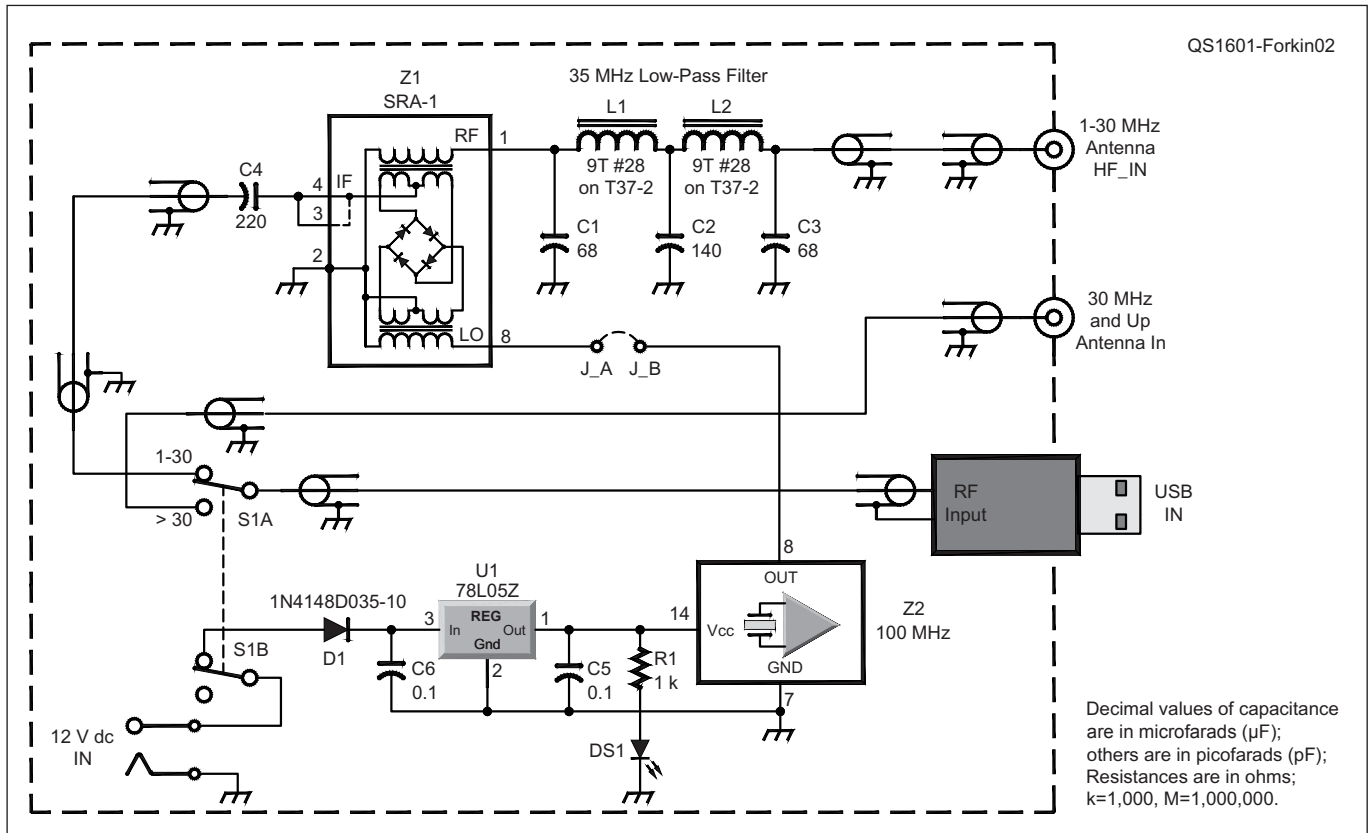 QS1601-Forkin02
Z1
SRA-1
35 MHz Low-Pass Filter
L1
L2
RF
1
9T #28
on T37-2
9T #28
on T37-2
1-30 MHz
Antenna
HF_IN
C4
220
4
IF
3
2
C1
68
C2
140
C3
68
LO
8
J_A
J_B
30 MHz
and Up
Antenna In
1-30
> 30
S1A
RF
Input
USB
IN
8
OUT
Z2
100 MHz
Vcc
14
GND
7
U1
78L05Z
1N4148D035-10
3
REG
In
Out
Gnd
1
2
D1
S1B
C6
0.1
C5
0.1
R1
1 k
DS1
12 V dc
IN
Decimal values of capacitance
are in microfarads (µF);
others are in picofarads (pF);
Resistances are in ohms;
k=1,000, M=1,000,000.